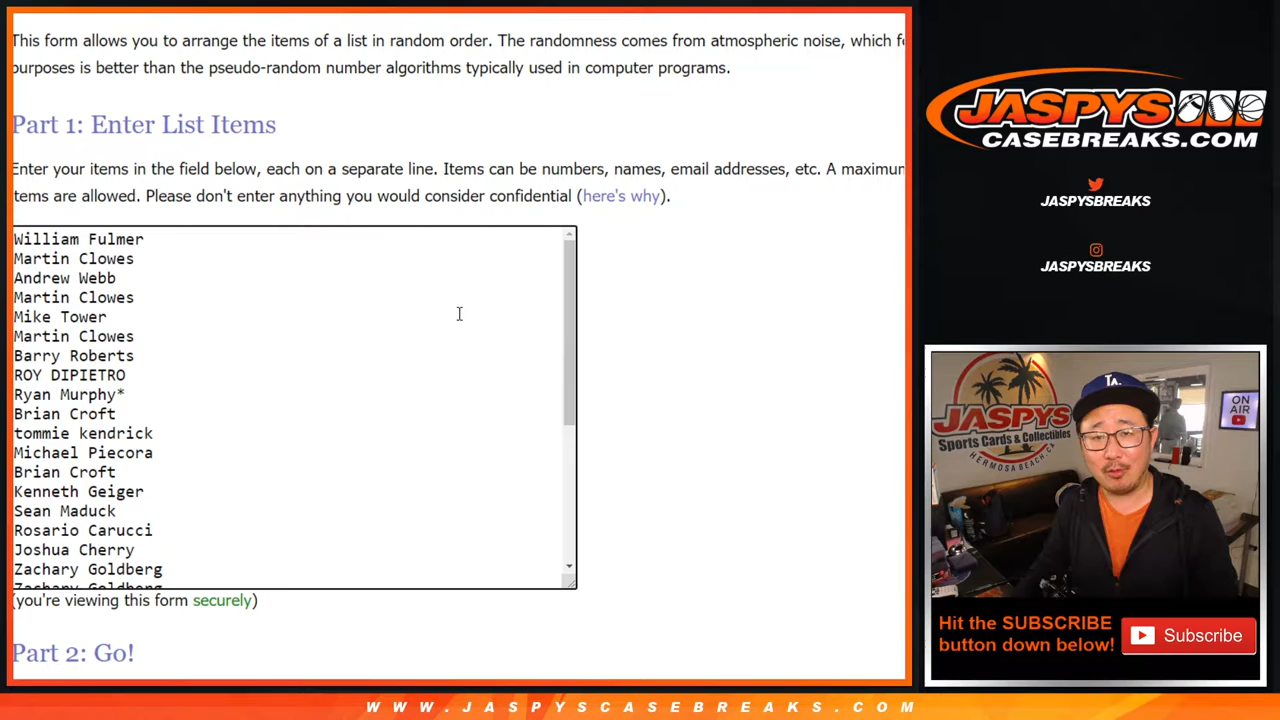 This form allows you to arrange the items of a list in random order. The randomness comes from atmospheric noise, which f
purposes is better than the pseudo-random number algorithms typically used in computer programs.
Part 1: Enter List Items
Enter your items in the field below, each on a separate line. Items can be numbers, names, email addresses, etc. A maximum
items are allowed. Please don't enter anything you would consider confidential (here's why).
William Fulmer
Martin Clowes
Andrew Webb
Martin Clowes
Mike Tower
Martin Clowes
Barry Roberts
ROY DIPIETRO
Ryan Murphy*
Brian Croft
tommie kendrick
Michael Piecora
Brian Croft
Kenneth Geiger
Sean Maduck
Rosario Carucci
Joshua Cherry
Zachary Goldberg
Zachary Goldberg
(you're viewing this form securely)
Part 2: Go!
JASPYS
CASEBREAKS.COM
JASPYSBREAKS
JASPYSBREAKS
JASPYS
Sports Cards & Collectibles
HERMOSA BEACH, CA
LA
ON
AIR
Hit the SUBSCRIBE
button down below!
Subscribe
WWW.JASPYSCASEBREAKS.COM